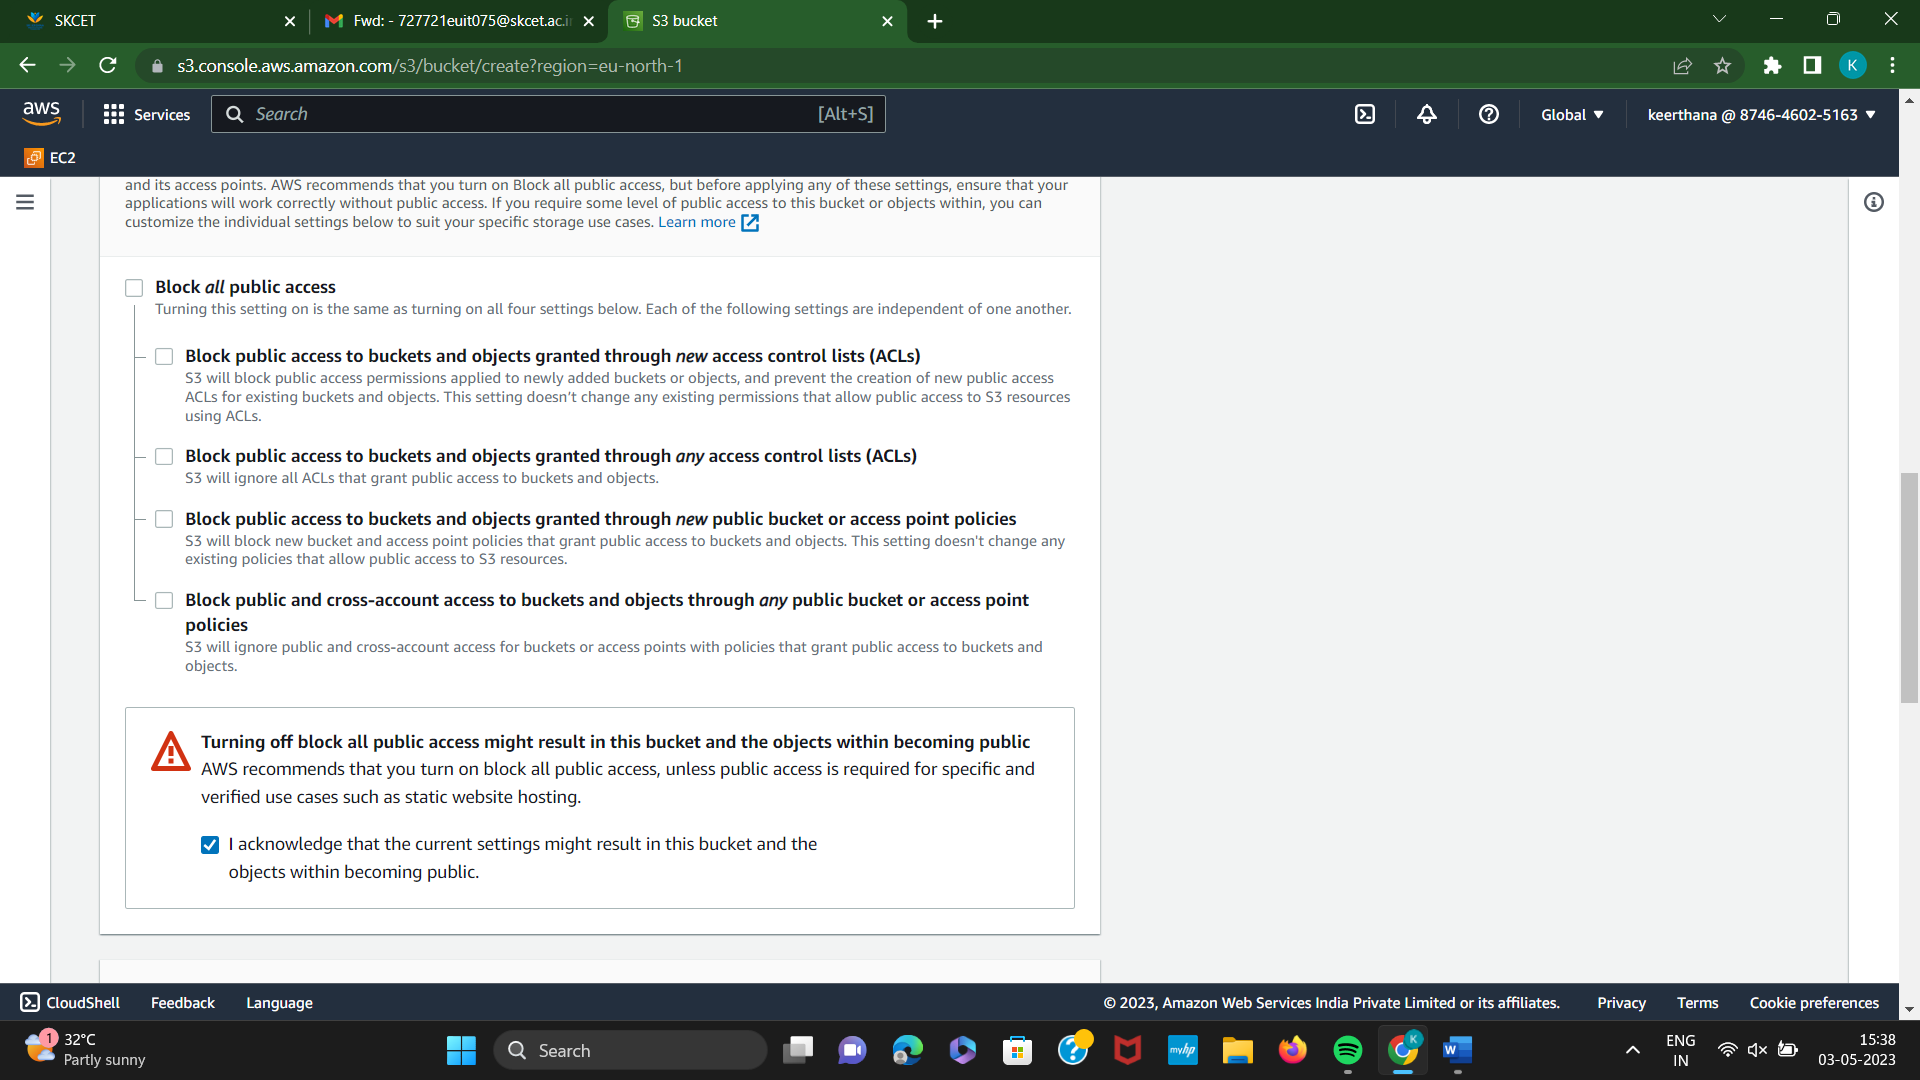 SKCET
Fwd: - 727721euit075@skcet.ac.i
S3 bucket
s3.console.aws.amazon.com/s3/bucket/create?region=eu-north-1
K
aws
Services
Search
[Alt+S]
Global
keerthana @ 8746-4602-5163
EC2
and its access points. AWS recommends that you turn on Block all public access, but before applying any of these settings, ensure that your
applications will work correctly without public access. If you require some level of public access to this bucket or objects within, you can
customize the individual settings below to suit your specific storage use cases. Learn more
Block all public access
Turning this setting on is the same as turning on all four settings below. Each of the following settings are independent of one another.
Block public access to buckets and objects granted through new access control lists (ACLs)
S3 will block public access permissions applied to newly added buckets or objects, and prevent the creation of new public access
ACLs for existing buckets and objects. This setting doesn't change any existing permissions that allow public access to S3 resources
using ACLs.
Block public access to buckets and objects granted through any access control lists (ACLs)
S3 will ignore all ACLs that grant public access to buckets and objects.
Block public access to buckets and objects granted through new public bucket or access point policies
S3 will block new bucket and access point policies that grant public access to buckets and objects. This setting doesn't change any
existing policies that allow public access to S3 resources.
Block public and cross-account access to buckets and objects through any public bucket or access point
policies
S3 will ignore public and cross-account access for buckets or access points with policies that grant public access to buckets and
objects.
Turning off block all public access might result in this bucket and the objects within becoming public
AWS recommends that you turn on block all public access, unless public access is required for specific and
verified use cases such as static website hosting.
I acknowledge that the current settings might result in this bucket and the
objects within becoming public.
CloudShell
Feedback
Language
© 2023, Amazon Web Services India Private Limited or its affiliates.
Privacy
Terms
Cookie preferences
1
32°C
Partly sunny
Search
myhp
K
W
ENG
IN
15:38
03-05-2023